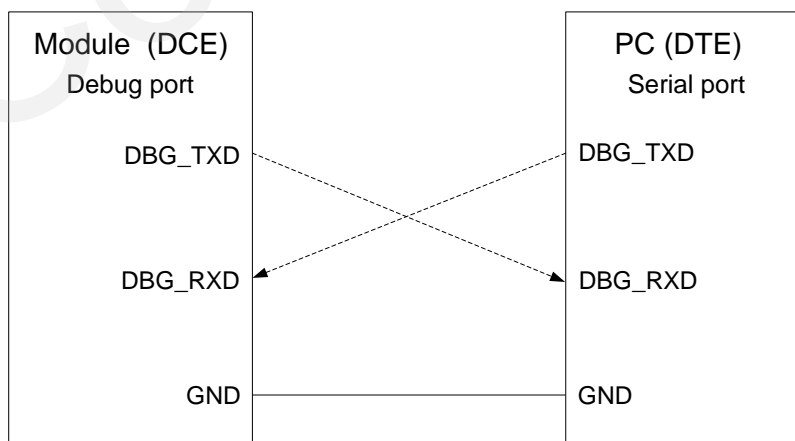 Module (DCE)
Debug port
DBG_TXD
DBG_RXD
GND
PC (DTE)
Serial port
DBG_TXD
DBG_RXD
GND